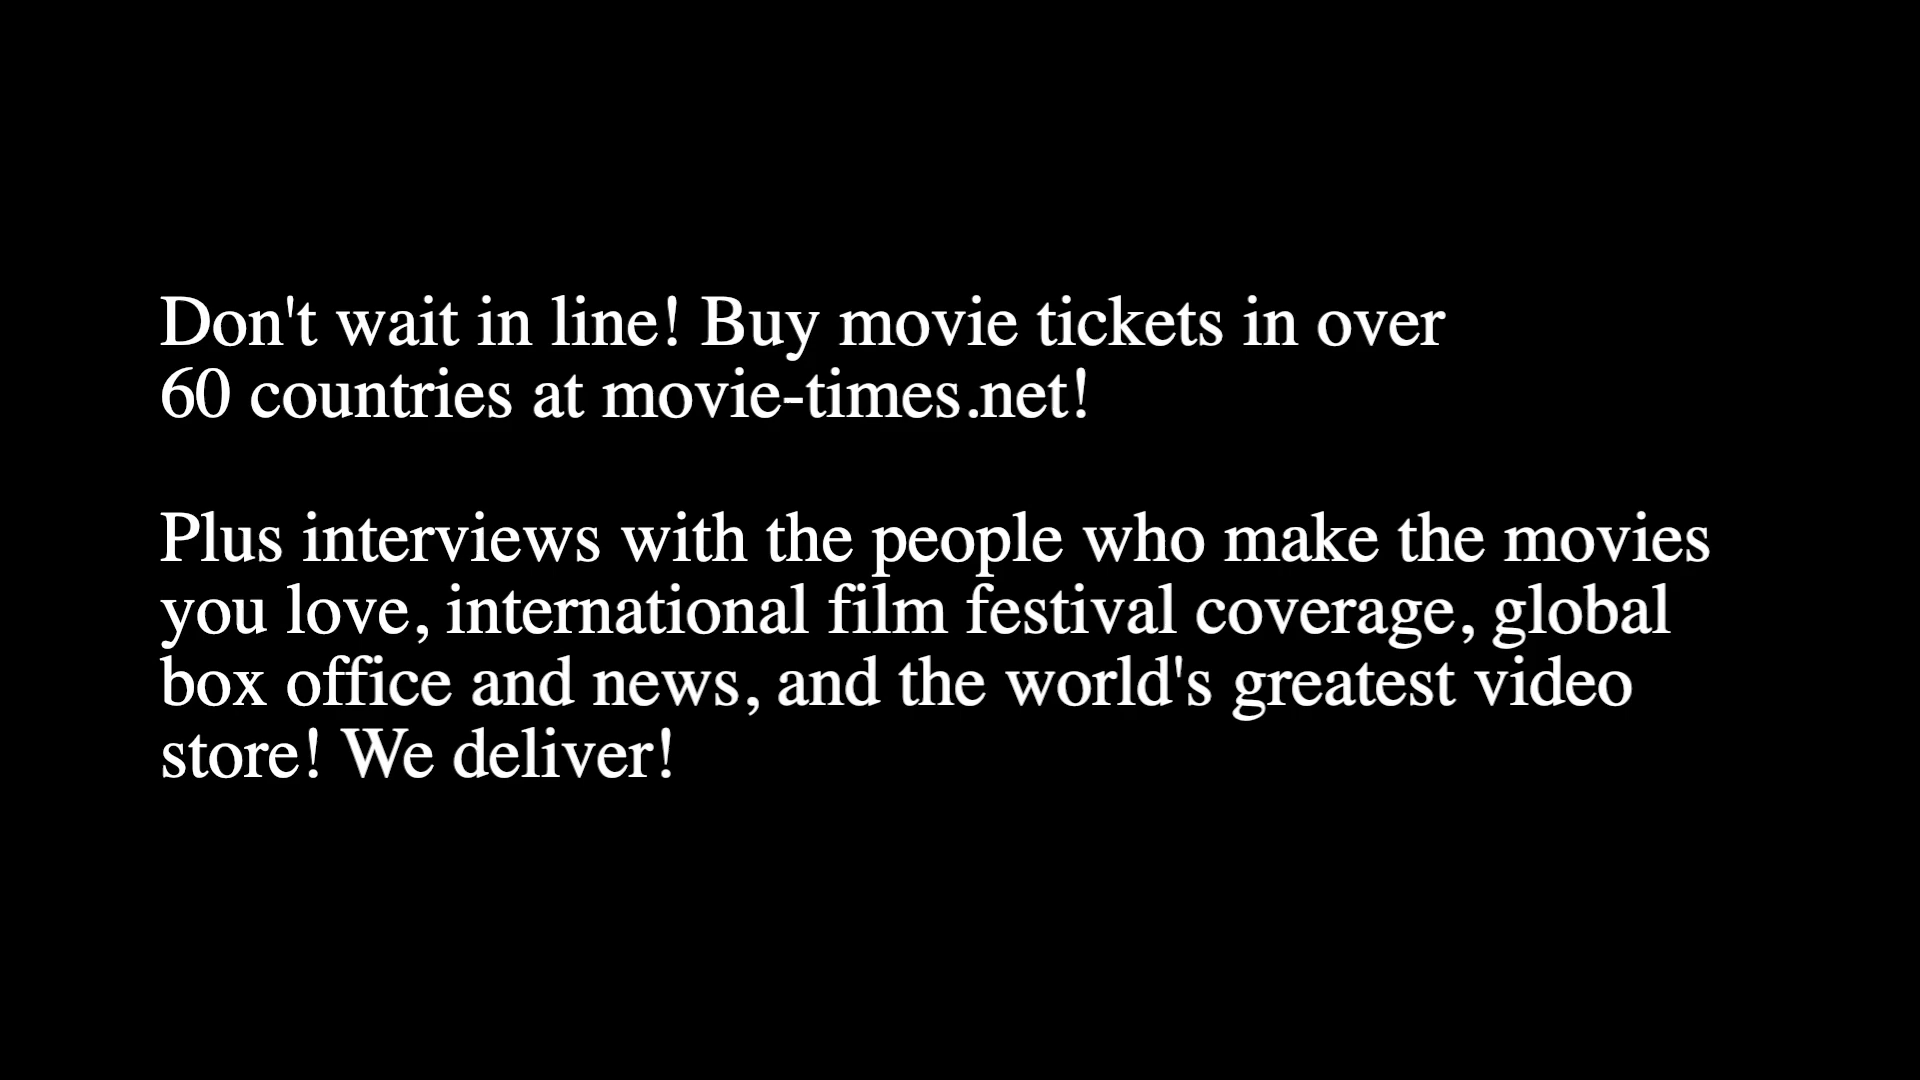 Don't wait in line! Buy movie tickets in over
60 countries at movie-times.net!
Plus interviews with the people who make the movies
you love, international film festival coverage, global
box office and news, and the world's greatest video
store! We deliver!